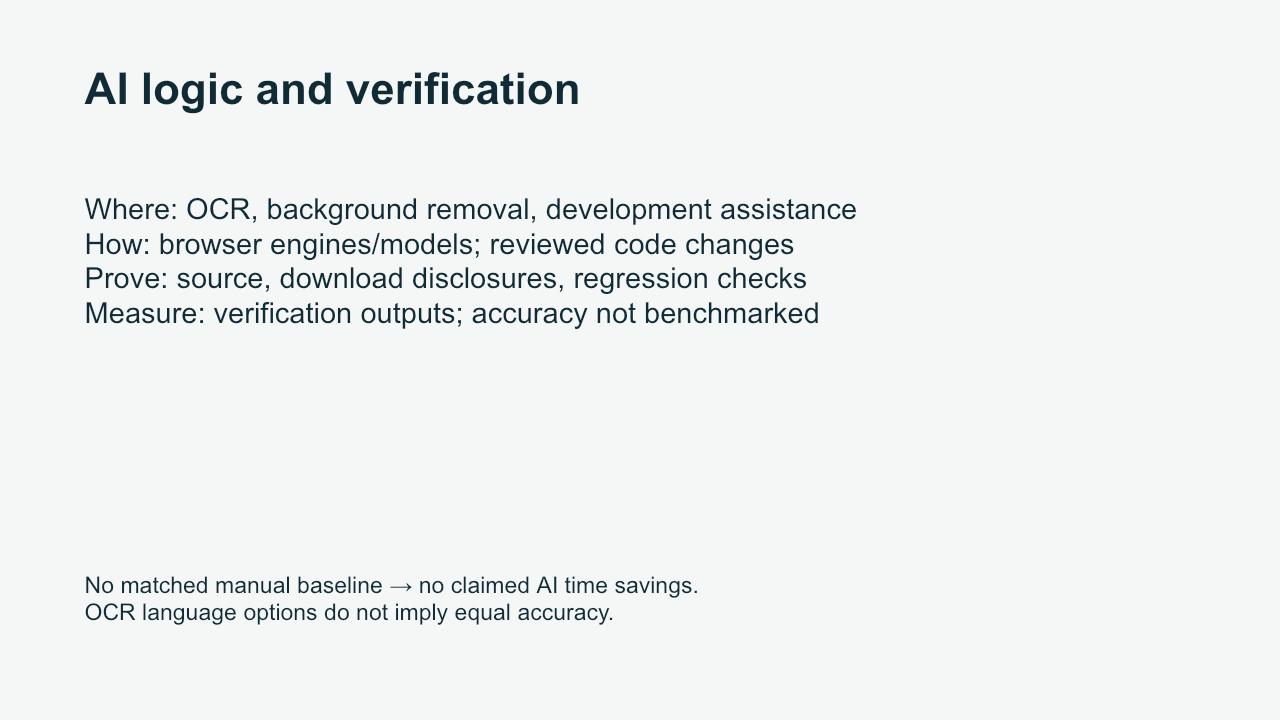 AI logic and verification
Where: OCR, background removal, development assistance
How: browser engines/models; reviewed code changes
Prove: source, download disclosures, regression checks
Measure: verification outputs; accuracy not benchmarked
No matched manual baseline → no claimed AI time savings.
OCR language options do not imply equal accuracy.